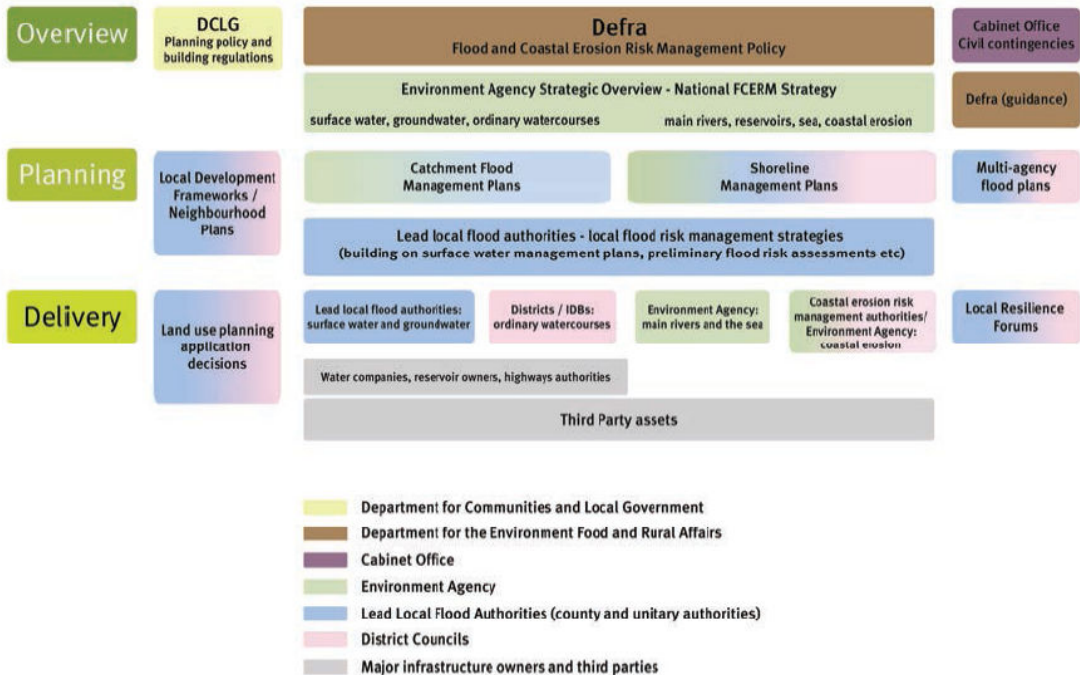 Overview
DCLG
Planning policy and
building regulations
Defra
Flood and Coastal Erosion Risk Management Policy
Cabinet Office
Civil contingencies
Environment Agency Strategic Overview - National FCERM Strategy
surface water, groundwater, ordinary watercourses
main rivers, reservoirs, sea, coastal erosion
Defra (guidance)
Planning
Local Development
Frameworks /
Neighbourhood
Plans
Catchment Flood
Management Plans
Shoreline
Management Plans
Multi-agency
flood plans
Lead local flood authorities - local flood risk management strategies
(building on surface water management plans, preliminary flood risk assessments etc)
Delivery
Land use planning
application
decisions
Lead local flood authorities:
surface water and groundwater
Districts / IDBs:
ordinary watercourses
Environment Agency:
main rivers and the sea
Coastal erosion risk
management authorities/
Environment Agency:
coastal erosion
Local Resilience
Forums
Water companies, reservoir owners, highways authorities
Third Party assets
Department for Communities and Local Government
Department for the Environment Food and Rural Affairs
Cabinet Office
Environment Agency
Lead Local Flood Authorities (county and unitary authorities)
District Councils
Major infrastructure owners and third parties